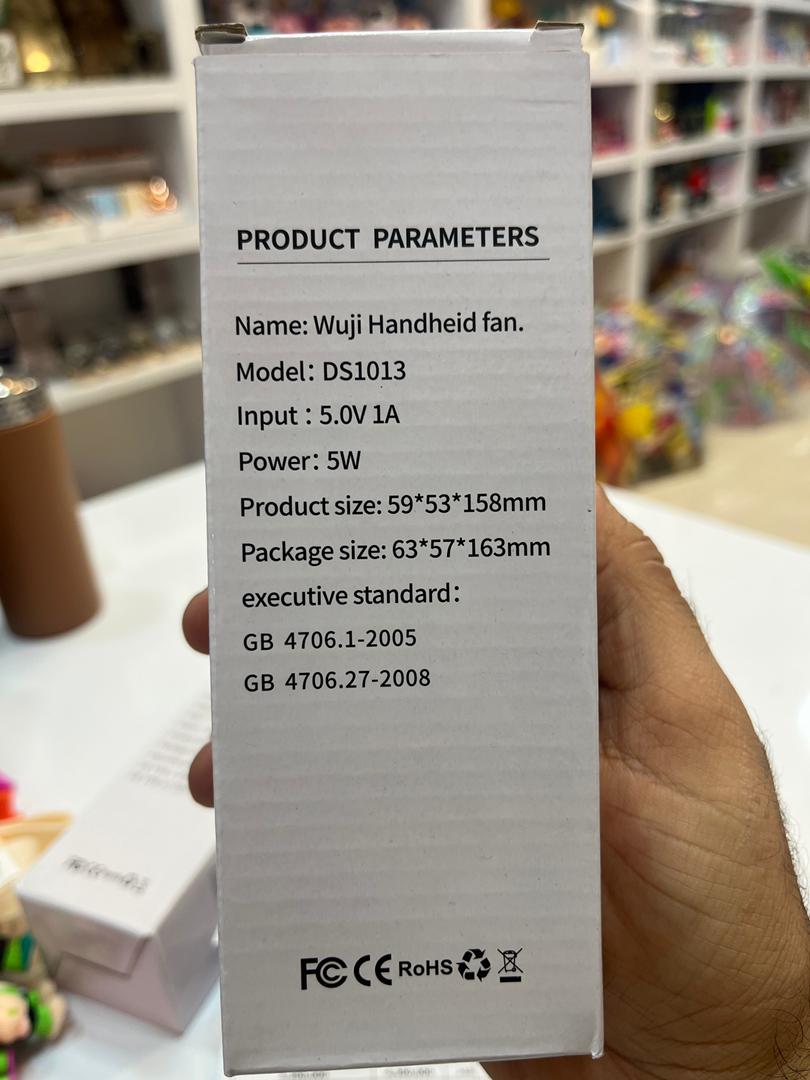 PRODUCT PARAMETERS
Name: Wuji Handheid fan.
Model: DS1013
Input : 5.0V 1A
Power: 5W
Product size: 59*53*158mm
Package size: 63*57*163mm
executive standard:
GB 4706.1-2005
GB 4706.27-2008
FC CE RoHS